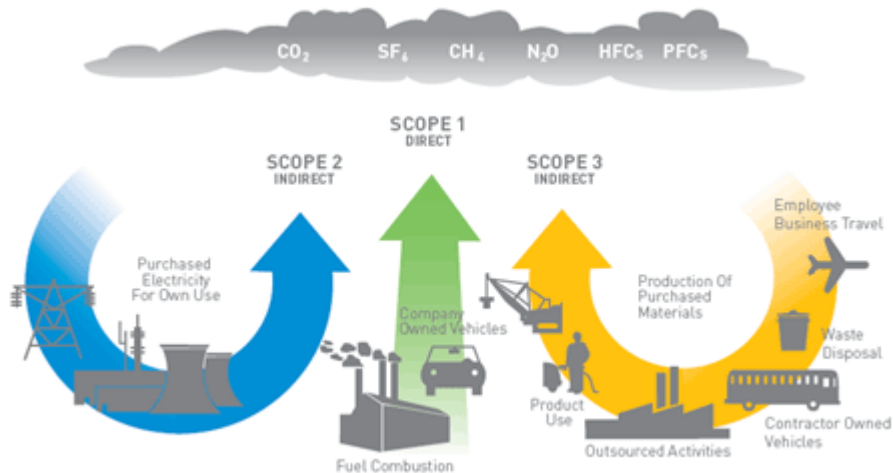 CO₂ SF₆ CH₄ N₂O HFCs PFCs
SCOPE 1
DIRECT
SCOPE 2
INDIRECT
SCOPE 3
INDIRECT
Purchased
Electricity
For Own Use
Company
Owned Vehicles
Fuel Combustion
Production Of
Purchased
Materials
Employee
Business Travel
Waste
Disposal
Contractor Owned
Vehicles
Outsourced Activities
Product
Use